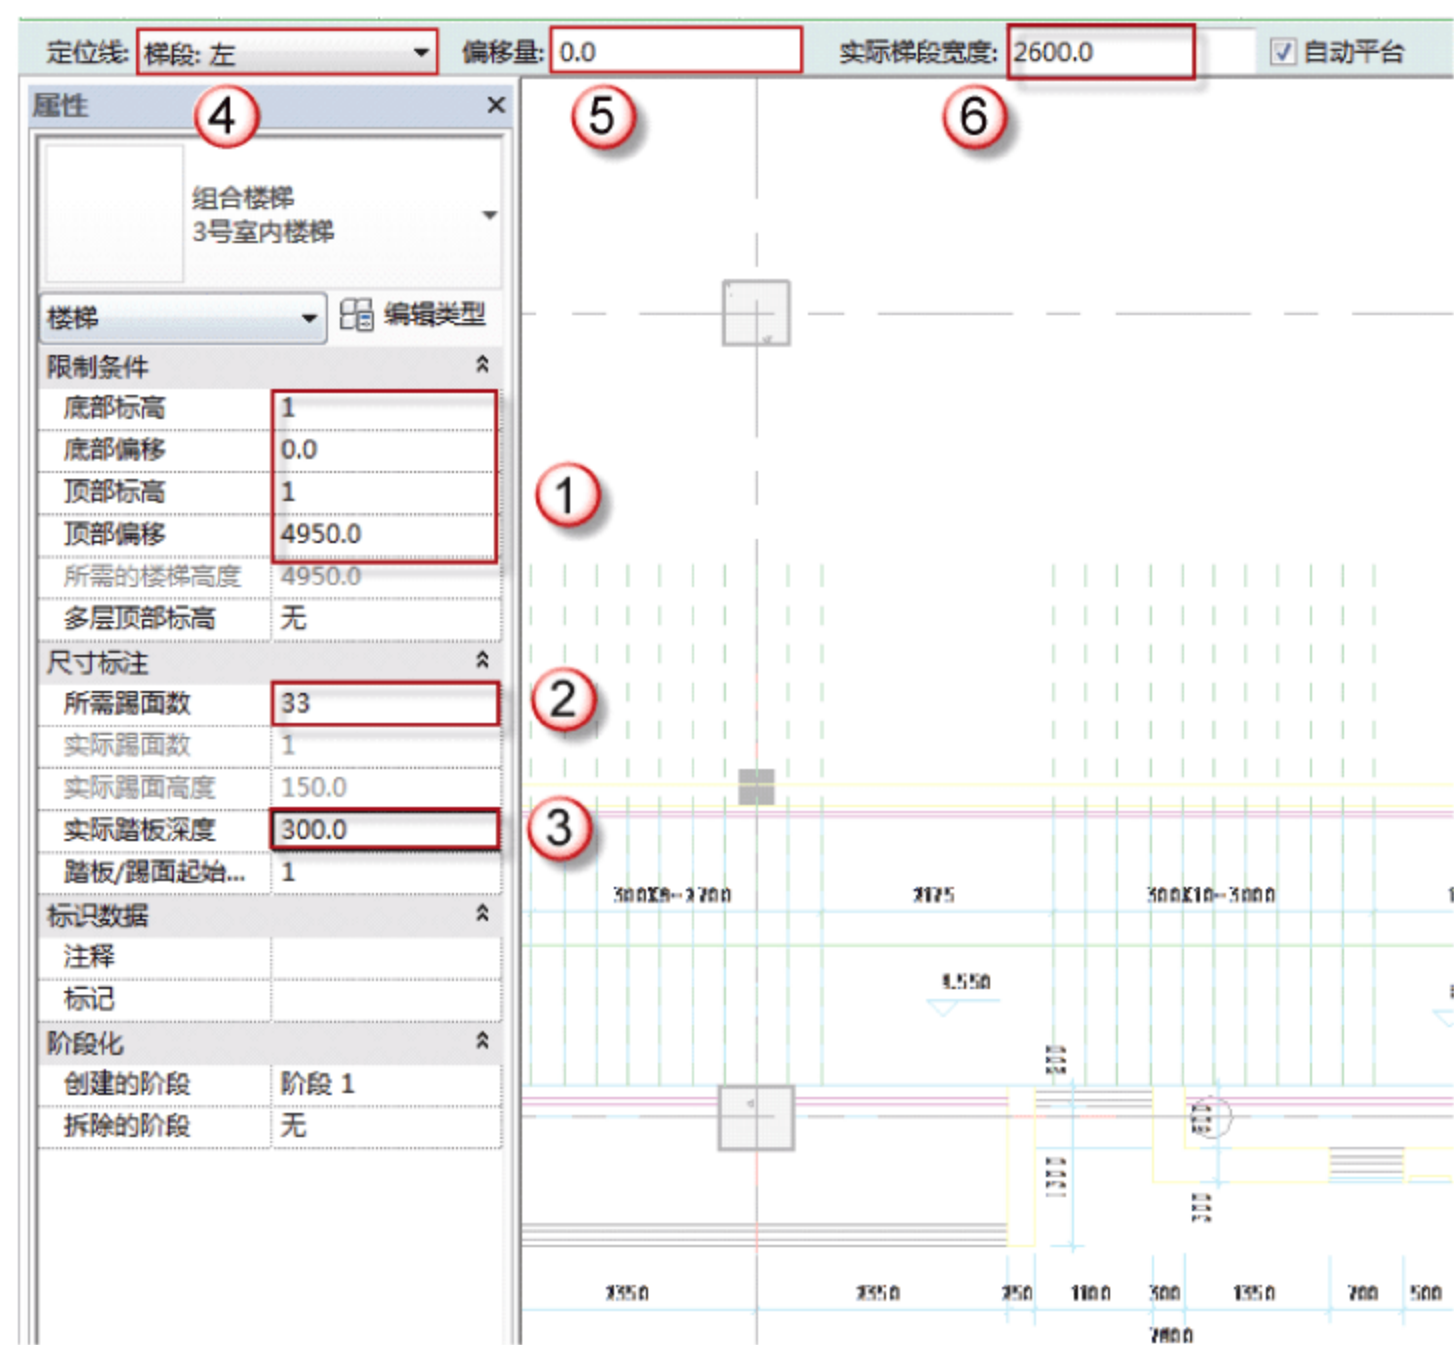 定位线: 梯段: 左 偏移量: 0.0 实际梯段宽度: 2600.0 自动平台
属性 ④ ⑤ ⑥
组合楼梯
3号室内楼梯
楼梯 编辑类型
限制条件
底部标高 1
底部偏移 0.0
顶部标高 1
①
顶部偏移 4950.0
所需的楼梯高度 4950.0
多层顶部标高 无
尺寸标注
所需踢面数 33
②
实际踢面数 1
实际踢面高度 150.0
实际踏板深度 300.0
③
踏板/踢面起始... 1
标识数据
注释
标记
阶段化
创建的阶段 阶段 1
拆除的阶段 无
1100 300 1350 700 500